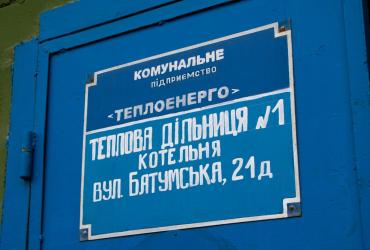 КОМУНАЛЬНЕ
ПІДПРИЄМСТВО
<ТЕПЛОЕНЕРГО>
ТЕПЛОВА ДІЛЬНИЦЯ №1
КОТЕЛЬНЯ
ВУЛ. БАТУМСЬКА, 21д